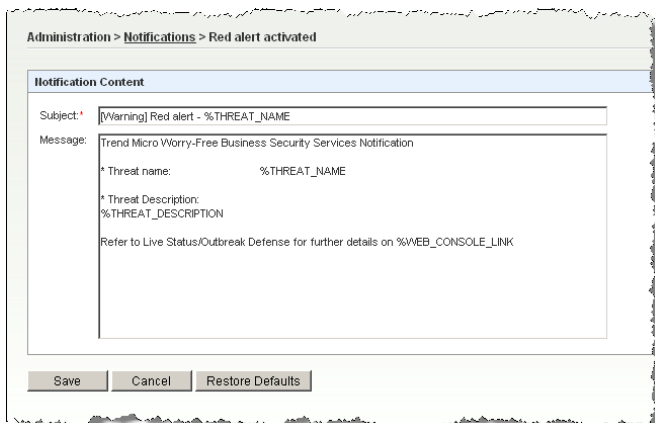 Administration > Notifications > Red alert activated
Notification Content
Subject:* [Warning] Red alert - %THREAT_NAME
Message: Trend Micro Worry-Free Business Security Services Notification
* Threat name: %THREAT_NAME
* Threat Description:
%THREAT_DESCRIPTION
Refer to Live Status/Outbreak Defense for further details on %WEB_CONSOLE_LINK
Save Cancel Restore Defaults